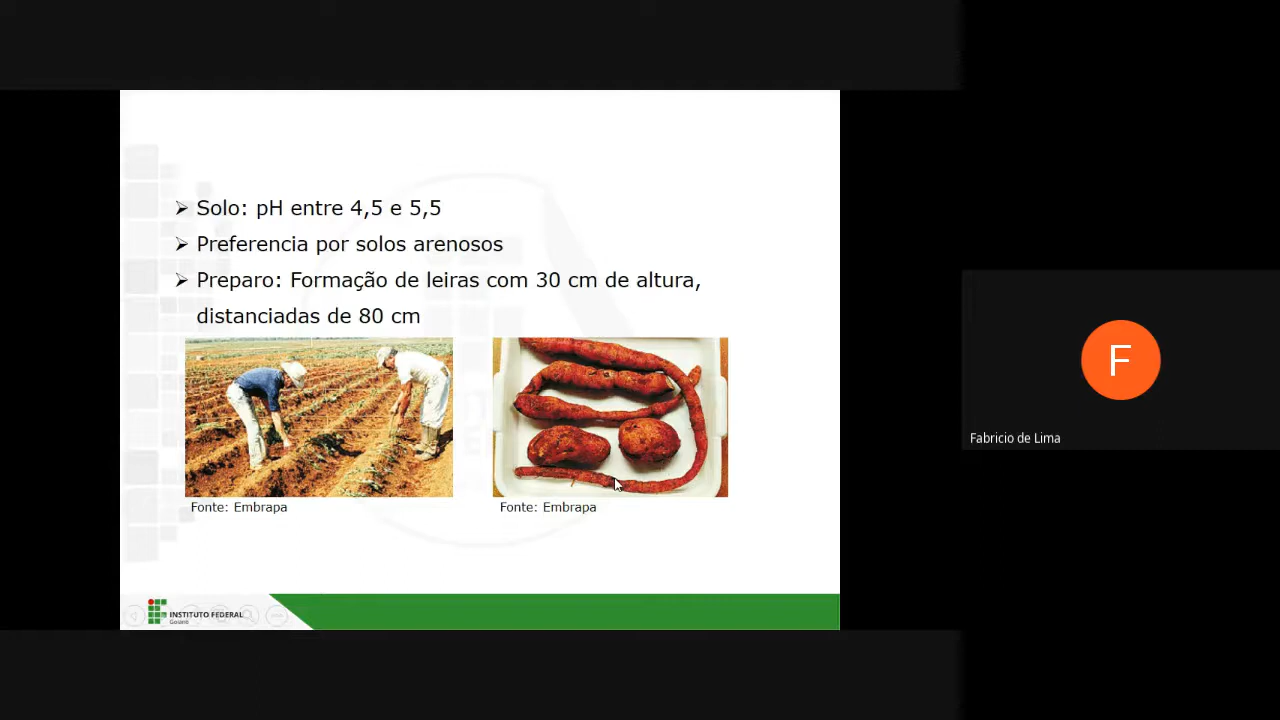 Solo: pH entre 4,5 e 5,5
Preferencia por solos arenosos
Preparo: Formação de leiras com 30 cm de altura,
distanciadas de 80 cm
Fonte: Embrapa
Fonte: Embrapa
INSTITUTO FEDERAL
Goiano
F
Fabricio de Lima